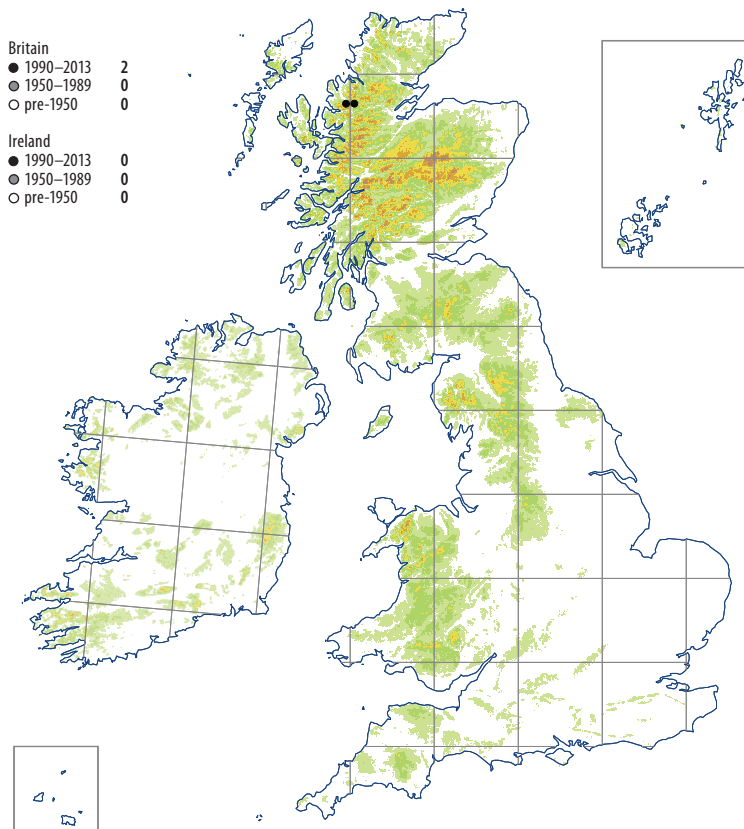 Britain
● 1990–2013 2
● 1950–1989 0
○ pre-1950 0
Ireland
● 1990–2013 0
● 1950–1989 0
○ pre-1950 0